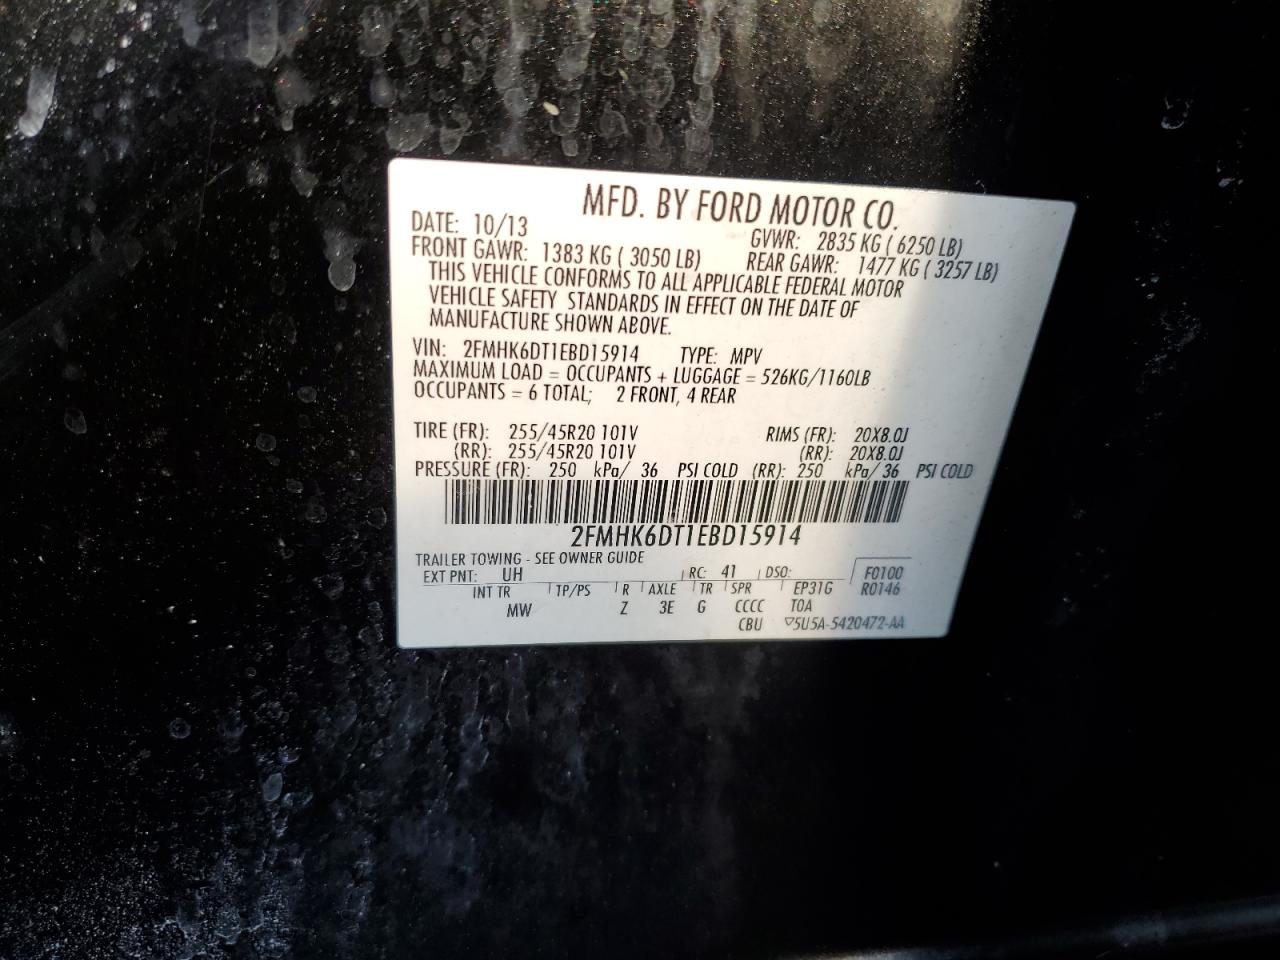 MFD. BY FORD MOTOR CO.
DATE: 10/13 GVWR: 2835 KG ( 6250 LB)
FRONT GAWR: 1383 KG ( 3050 LB) REAR GAWR: 1477 KG ( 3257 LB)
THIS VEHICLE CONFORMS TO ALL APPLICABLE FEDERAL MOTOR
VEHICLE SAFETY STANDARDS IN EFFECT ON THE DATE OF
MANUFACTURE SHOWN ABOVE.
VIN: 2FMHK6DT1EBD15914 TYPE: MPV
MAXIMUM LOAD = OCCUPANTS + LUGGAGE = 526KG/1160LB
OCCUPANTS = 6 TOTAL; 2 FRONT, 4 REAR
TIRE (FR): 255/45R20 101V RIMS (FR): 20X8.0J
(RR): 255/45R20 101V (RR): 20X8.0J
PRESSURE (FR): 250 kPa/ 36 PSI COLD (RR): 250 kPa/ 36 PSI COLD
2FMHK6DT1EBD15914
TRAILER TOWING - SEE OWNER GUIDE
EXT PNT: UH RC: 41 DSO: F0100
INT TR TP/PS R AXLE TR SPR EP31G R0146
MW Z 3E G CCCC TOA
CBU ▽5U5A-5420472-AA